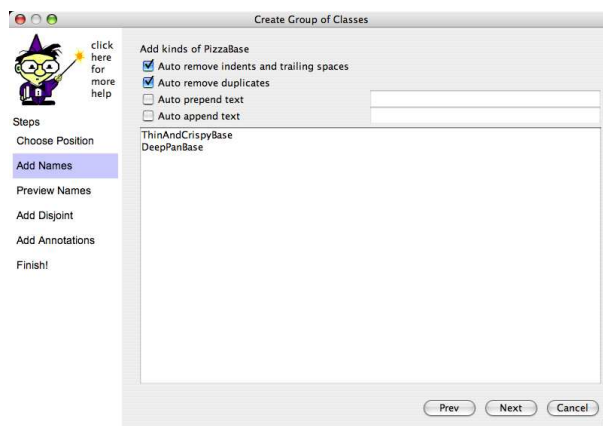 Create Group of Classes
click
here
for
more
help
Steps
Choose Position
Add Names
Preview Names
Add Disjoint
Add Annotations
Finish!
Add kinds of PizzaBase
Auto remove indents and trailing spaces
Auto remove duplicates
Auto prepend text
Auto append text
ThinAndCrispyBase
DeepPanBase
Prev Next Cancel